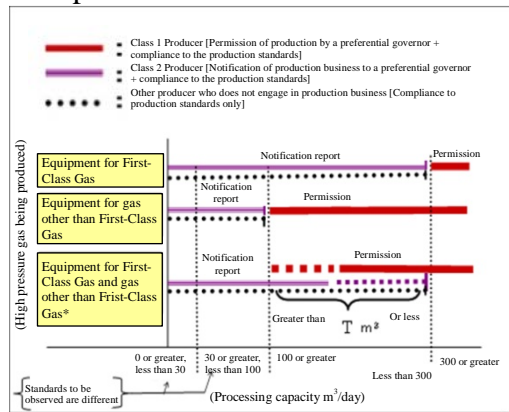 Class 1 Producer [Permission of production by a preferential governor +
compliance to the production standards]
Class 2 Producer [Notification of production business to a preferential governor
+ compliance to the production standards]
Other producer who does not engage in production business [Compliance to
production standards only]
(High pressure gas being produced)
Equipment for First-
Class Gas
Notification report
Permission
Equipment for gas
other than First-Class
Gas
Notification
report
Permission
Equipment for First-
Class Gas and gas
other than Frist-Class
Gas*
Notification
report
Permission
Greater than
Or less
T m³
0 or greater,
less than 30
30 or greater,
less than 100
100 or greater
Less than 300
300 or greater
Standards to be
observed are different
(Processing capacity m³/day)